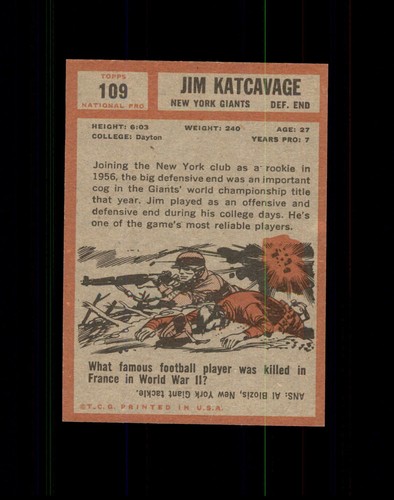 TOPPS
109
NATIONAL PRO
JIM KATCAVAGE
NEW YORK GIANTS DEF. END
HEIGHT: 6:03 WEIGHT: 240 AGE: 27
COLLEGE: Dayton YEARS PRO: 7
Joining the New York club as a rookie in
1956, the big defensive end was an important
cog in the Giants' world championship title
that year. Jim played as an offensive and
defensive end during his college days. He's
one of the game's most reliable players.
What famous football player was killed in
France in World War II?
ANS: Al Blozis, New York Giant tackle.
©T.C.G. PRINTED IN U.S.A.